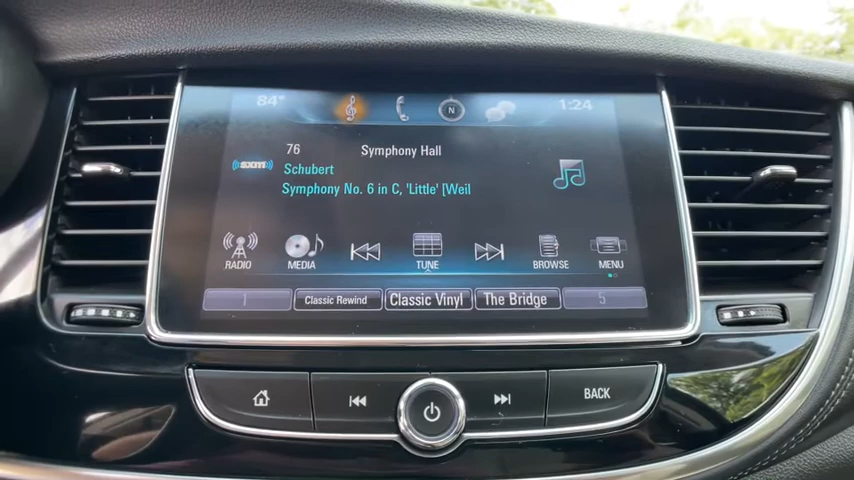 84° N 1:24
76 Symphony Hall
((SXM)) Schubert
Symphony No. 6 in C, 'Little' [Weil
RADIO MEDIA TUNE BROWSE MENU
1 Classic Rewind Classic Vinyl The Bridge 5
BACK